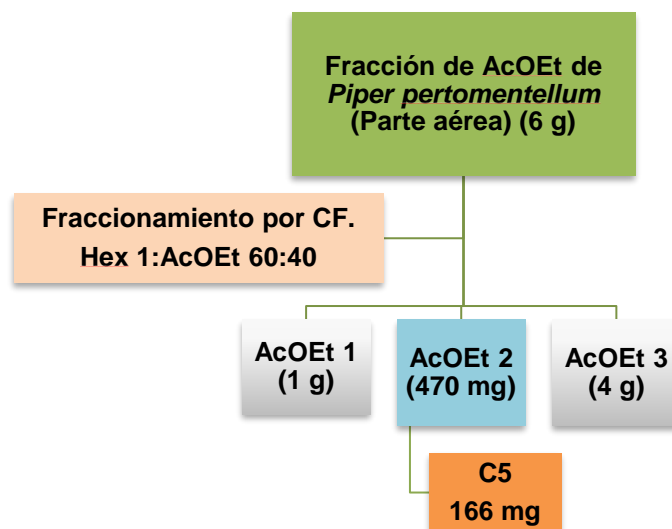 Fracción de AcOEt de
Piper pertomentellum
(Parte aérea) (6 g)
Fraccionamiento por CF.
Hex 1:AcOEt 60:40
AcOEt 1
(1 g)
AcOEt 2
(470 mg)
AcOEt 3
(4 g)
C5
166 mg